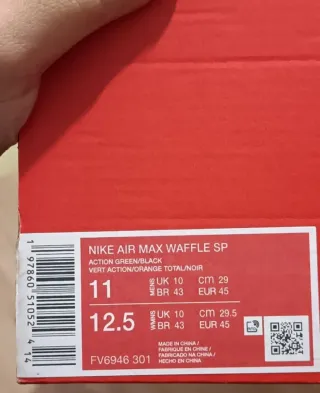 NIKE AIR MAX WAFFLE SP
ACTION GREEN/BLACK
VERT ACTION/ORANGE TOTAL/NOIR
11 MENS UK 10 CM 29
BR 43 EUR 45
12.5 WMNS UK 10 CM 29.5
BR 43 EUR 45
MADE IN CHINA /
FABRIQUE EN CHINE /
FABRICADO NA CHINA /
HECHO EN CHINA
FV6946 301
1 97860 51052 4